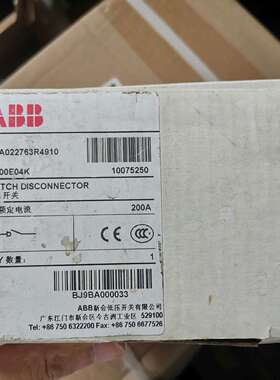 ABB
A022763R4910
00E04K 10075250
TCH DISCONNECTOR
开关
额定电流 200A
数量: 1
BJ9BA000033
ABB新会低压开关有限公司
广东江门市新会区今古洲工业区 529100
Tel: +86 750 6322200 Fax: +86 750 6677526